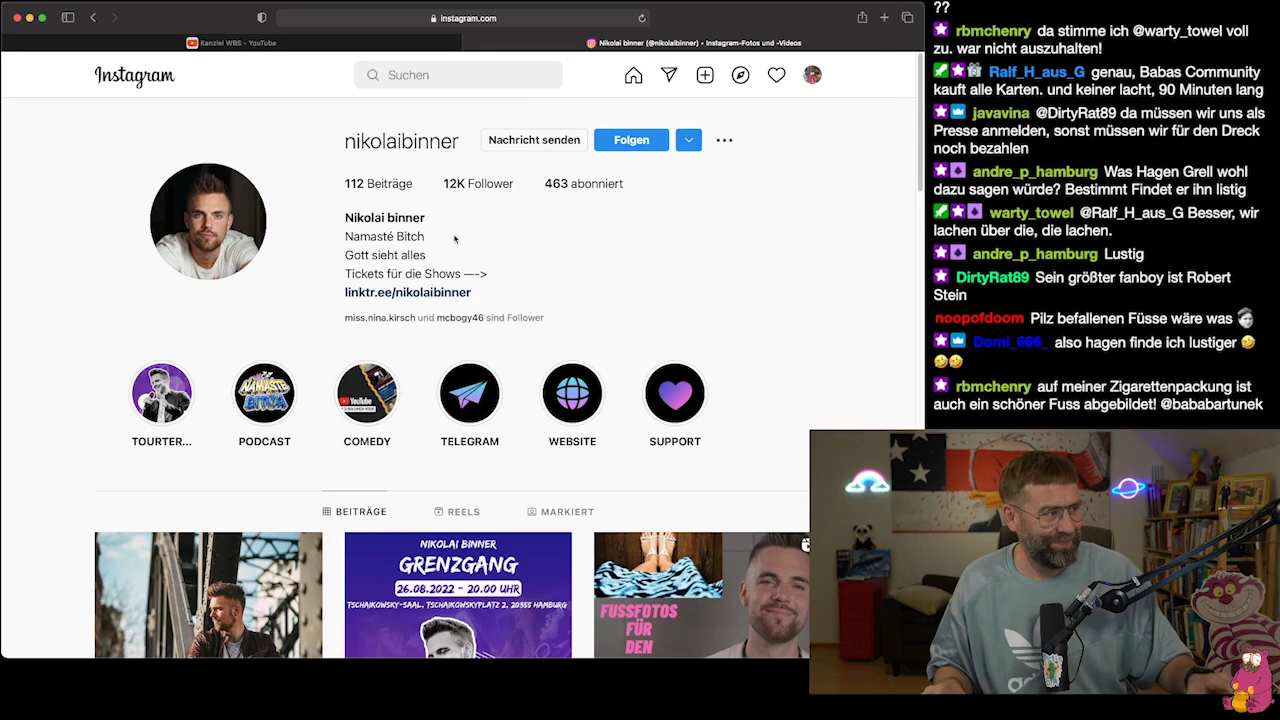 instagram.com
Kanzlei WBS - YouTube
Nikolai binner (@nikolaibinner) • Instagram-Fotos und -Videos
Instagram
Suchen
nikolaibinner
Nachricht senden
Folgen
112 Beiträge
12K Follower
463 abonniert
Nikolai binner
Namasté Bitch
Gott sieht alles
Tickets für die Shows —->
linktr.ee/nikolaibinner
miss.nina.kirsch und mcbogy46 sind Follower
NAMASTE
BITCH
YouTube
TOURTER...
PODCAST
COMEDY
TELEGRAM
WEBSITE
SUPPORT
BEITRÄGE
REELS
MARKIERT
NIKOLAI BINNER
GRENZGANG
26.08.2022 - 20.00 UHR
TSCHAIKOWSKY-SAAL, TSCHAIKOWSKYPLATZ 2, 20355 HAMBURG
FUSSFOTOS
FÜR
DEN
??
rbmchenry da stimme ich @warty_towel voll
zu. war nicht auszuhalten!
Ralf_H_aus_G genau, Babas Community
kauft alle Karten. und keiner lacht, 90 Minuten lang
javavina @DirtyRat89 da müssen wir uns als
Presse anmelden, sonst müssen wir für den Dreck
noch bezahlen
andre_p_hamburg Was Hagen Grell wohl
dazu sagen würde? Bestimmt Findet er ihn listig
warty_towel @Ralf_H_aus_G Besser, wir
lachen über die, die lachen.
andre_p_hamburg Lustig
DirtyRat89 Sein größter fanboy ist Robert
Stein
noopofdoom Pilz befallenen Füsse wäre was
Domi_666_ also hagen finde ich lustiger 🤣
🤣🤣
rbmchenry auf meiner Zigarettenpackung ist
auch ein schöner Fuss abgebildet! @bababartunek